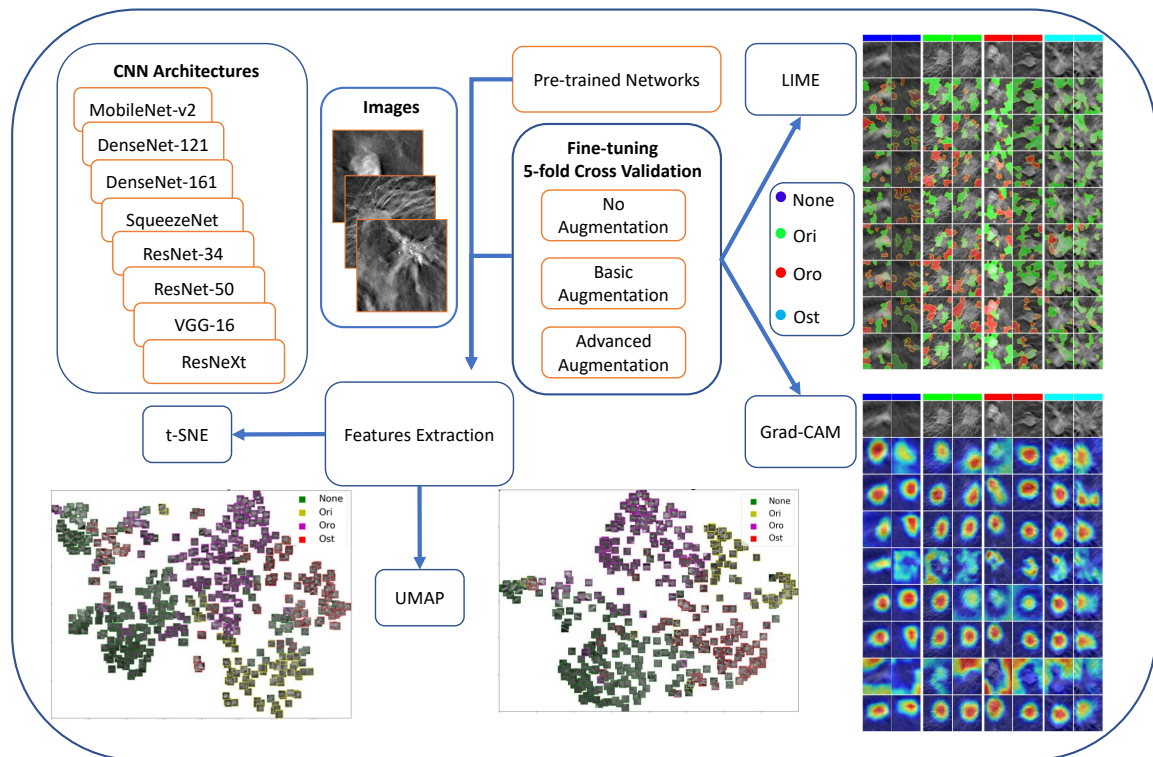 CNN Architectures
MobileNet-v2
DenseNet-121
DenseNet-161
SqueezeNet
ResNet-34
ResNet-50
VGG-16
ResNeXt
Images
Pre-trained Networks
Fine-tuning
5-fold Cross Validation
No
Augmentation
Basic
Augmentation
Advanced
Augmentation
LIME
None
Ori
Oro
Ost
Grad-CAM
t-SNE
Features Extraction
UMAP
None
Ori
Oro
Ost
None
Ori
Oro
Ost